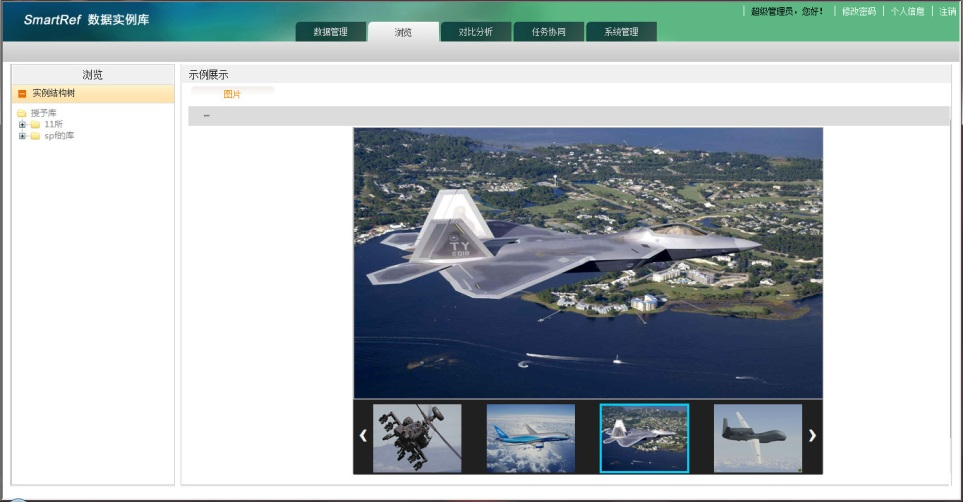 SmartRef 数据实例库
超级管理员，您好！ 修改密码 个人信息 注销
数据管理 浏览 对比分析 任务协同 系统管理
浏览
实例结构树
授予库
11所
spf的库
示例展示
图片
--
TY